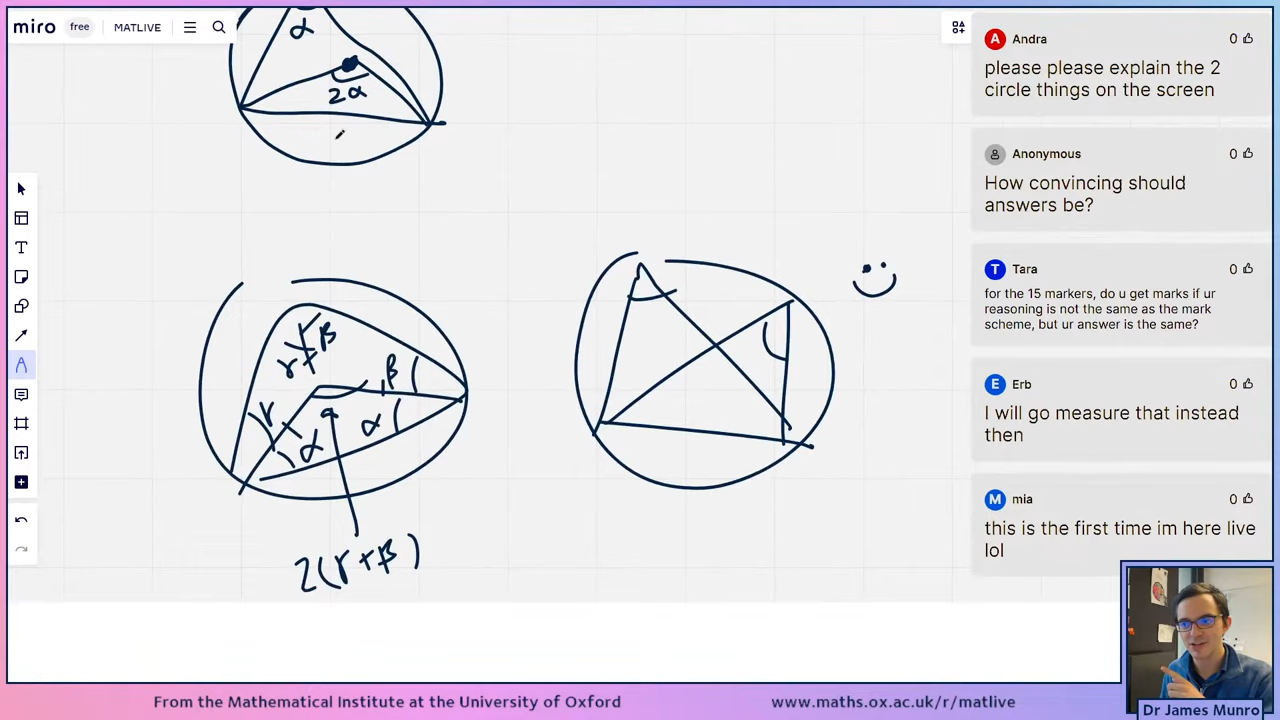 miro
free
MATLIVE
α
2α
γ+β
β
γ
α
α
2(γ+β)
A Andra 0
please please explain the 2
circle things on the screen
Anonymous 0
How convincing should
answers be?
T Tara 0
for the 15 markers, do u get marks if ur
reasoning is not the same as the mark
scheme, but ur answer is the same?
E Erb 0
I will go measure that instead
then
M mia 0
this is the first time im here live
lol
From the Mathematical Institute at the University of Oxford
www.maths.ox.ac.uk/r/matlive
Dr James Munro